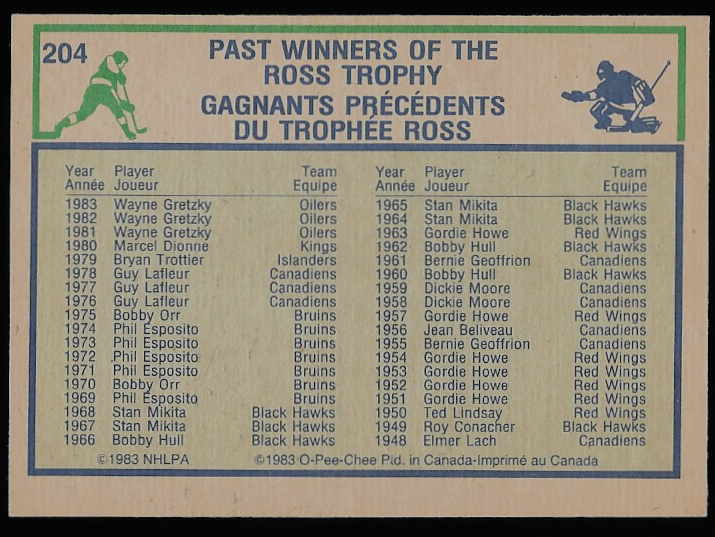 204
PAST WINNERS OF THE
ROSS TROPHY
GAGNANTS PRÉCÉDENTS
DU TROPHÉE ROSS
Year Player Team
Année Joueur Equipe
1983 Wayne Gretzky Oilers
1982 Wayne Gretzky Oilers
1981 Wayne Gretzky Oilers
1980 Marcel Dionne Kings
1979 Bryan Trottier Islanders
1978 Guy Lafleur Canadiens
1977 Guy Lafleur Canadiens
1976 Guy Lafleur Canadiens
1975 Bobby Orr Bruins
1974 Phil Esposito Bruins
1973 Phil Esposito Bruins
1972 Phil Esposito Bruins
1971 Phil Esposito Bruins
1970 Bobby Orr Bruins
1969 Phil Esposito Bruins
1968 Stan Mikita Black Hawks
1967 Stan Mikita Black Hawks
1966 Bobby Hull Black Hawks
Year Player Team
Année Joueur Equipe
1965 Stan Mikita Black Hawks
1964 Stan Mikita Black Hawks
1963 Gordie Howe Red Wings
1962 Bobby Hull Black Hawks
1961 Bernie Geoffrion Canadiens
1960 Bobby Hull Black Hawks
1959 Dickie Moore Canadiens
1958 Dickie Moore Canadiens
1957 Gordie Howe Red Wings
1956 Jean Beliveau Canadiens
1955 Bernie Geoffrion Canadiens
1954 Gordie Howe Red Wings
1953 Gordie Howe Red Wings
1952 Gordie Howe Red Wings
1951 Gordie Howe Red Wings
1950 Ted Lindsay Red Wings
1949 Roy Conacher Black Hawks
1948 Elmer Lach Canadiens
©1983 NHLPA ©1983 O-Pee-Chee Ptd. in Canada-Imprimé au Canada